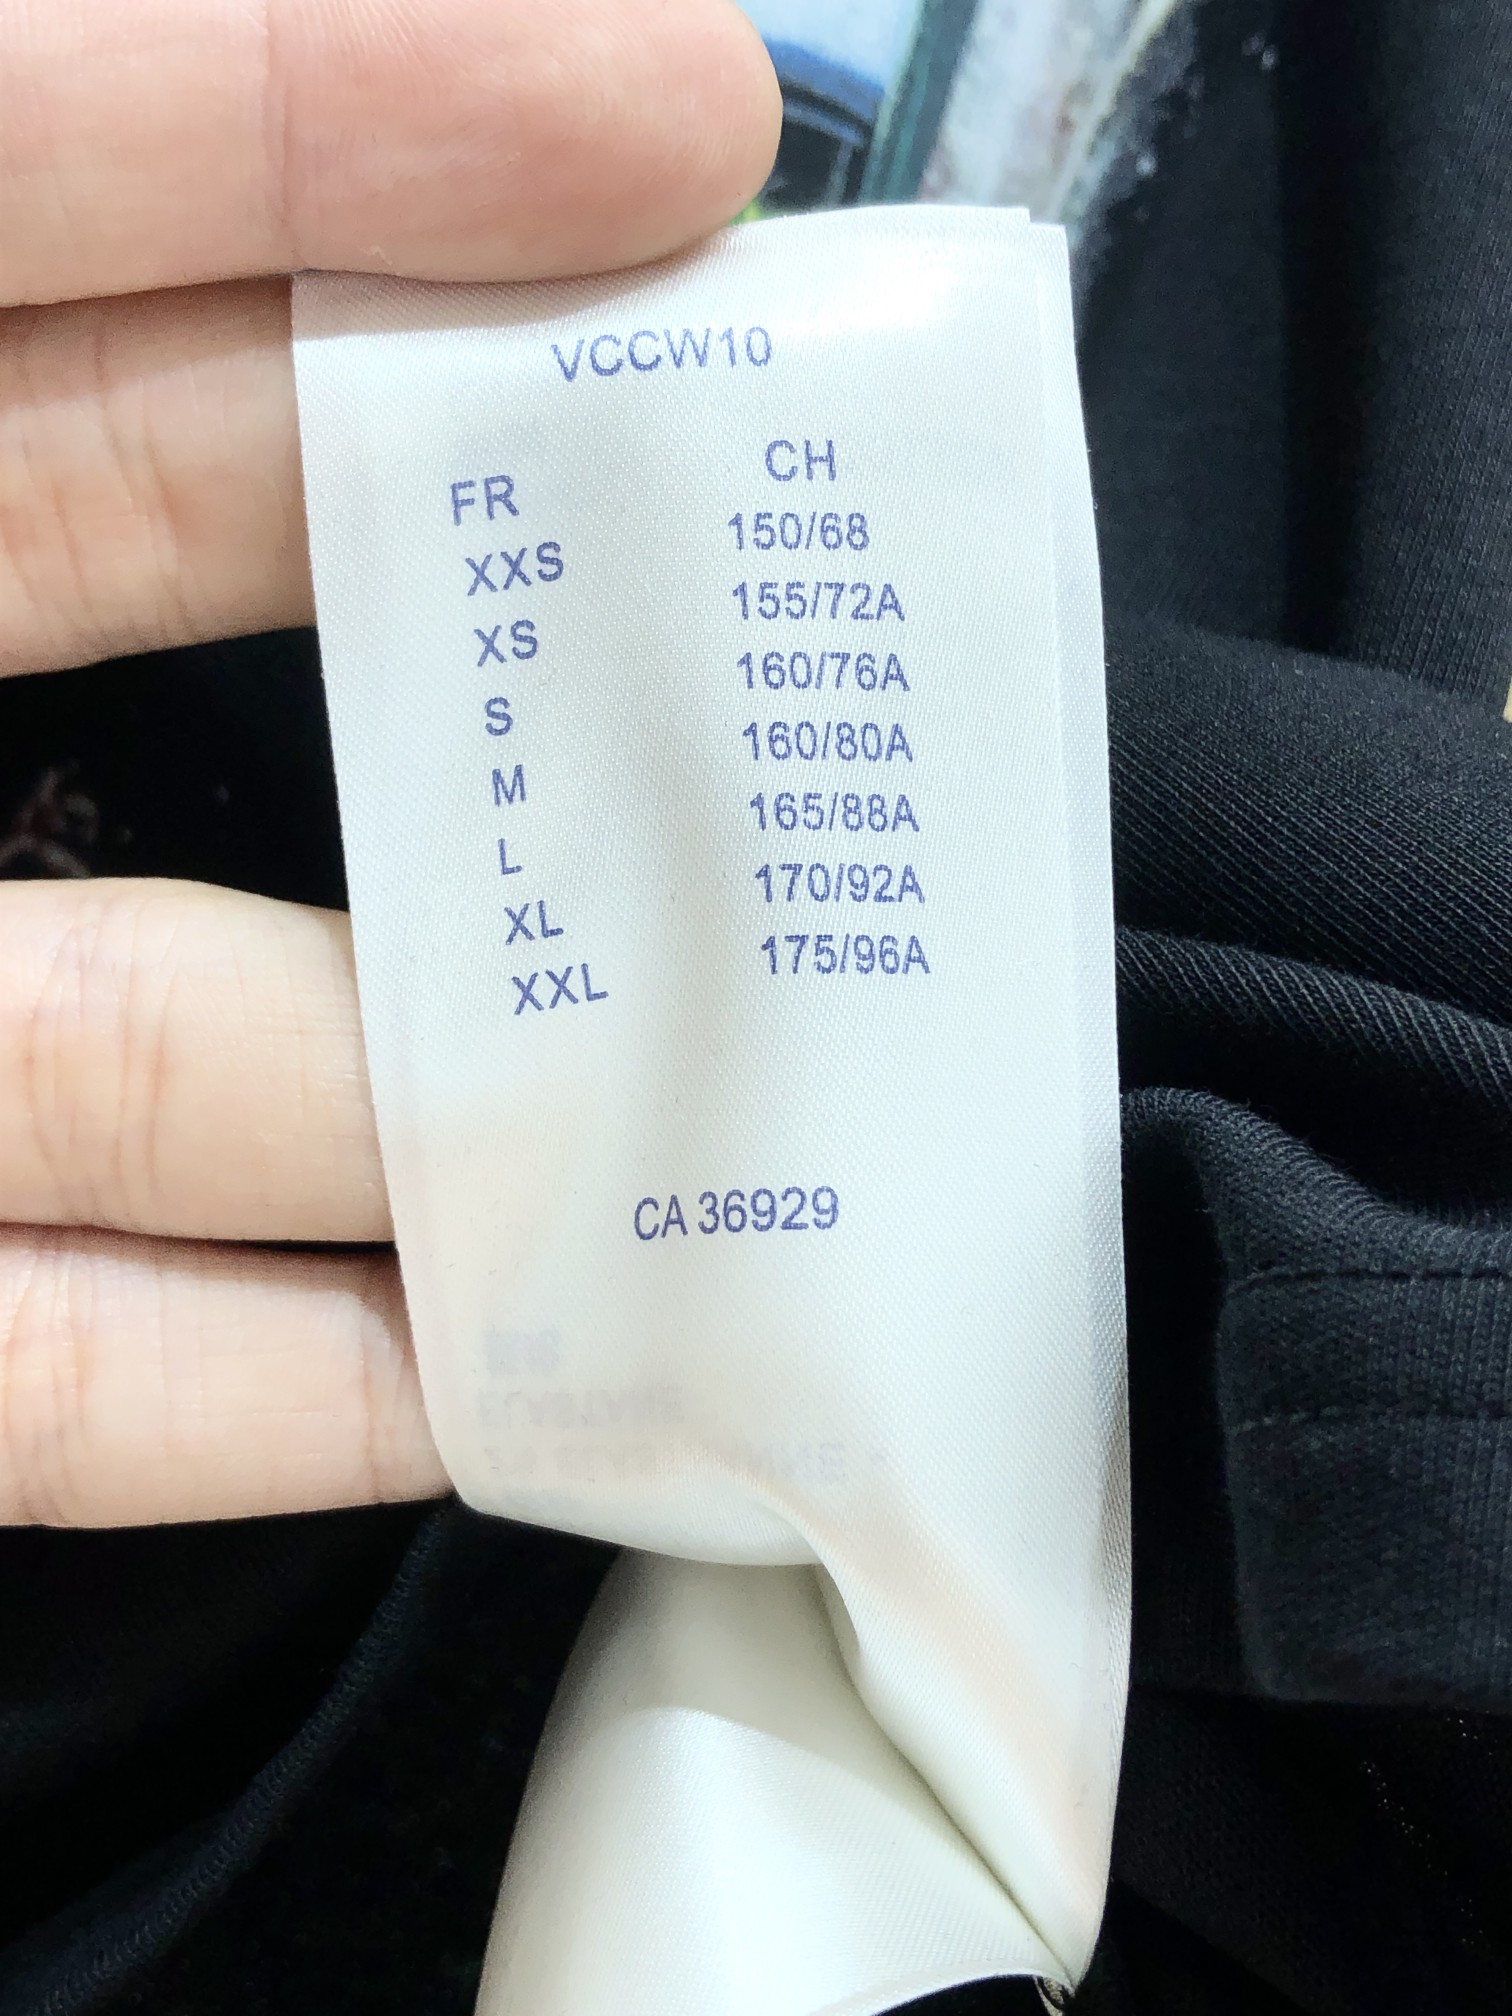 VCCW10
FR CH
XXS 150/68
XS 155/72A
S 160/76A
M 160/80A
L 165/88A
XL 170/92A
XXL 175/96A
CA 36929
ELASTANE